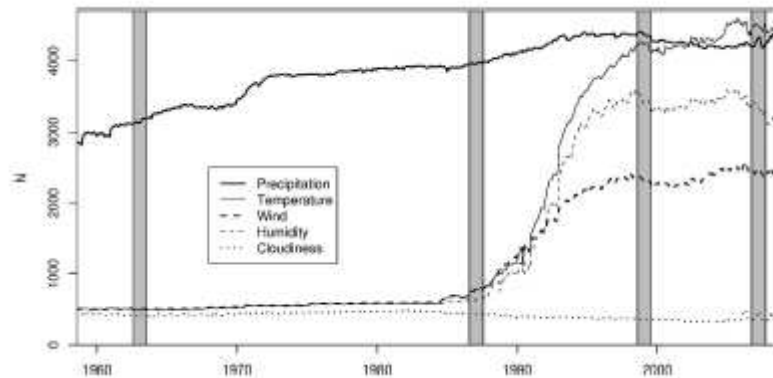 4000
3000
2000
1000
0
N
Precipitation
Temperature
Wind
Humidity
Cloudiness
1960 1970 1980 1990 2000